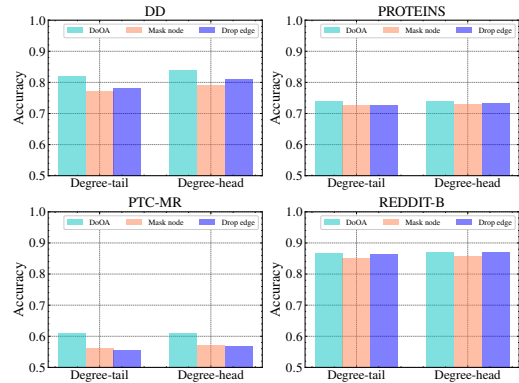 DD
DoOA Mask node Drop edge
Accuracy
1.0
0.9
0.8
0.7
0.6
0.5
Degree-tail Degree-head
PROTEINS
DoOA Mask node Drop edge
Accuracy
1.0
0.9
0.8
0.7
0.6
0.5
Degree-tail Degree-head
PTC-MR
DoOA Mask node Drop edge
Accuracy
1.0
0.9
0.8
0.7
0.6
0.5
Degree-tail Degree-head
REDDIT-B
DoOA Mask node Drop edge
Accuracy
1.0
0.9
0.8
0.7
0.6
0.5
Degree-tail Degree-head